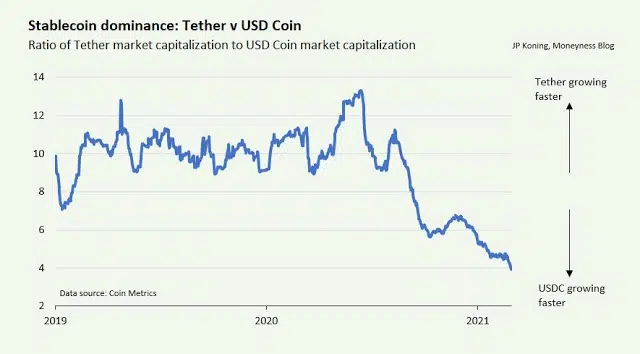 Stablecoin dominance: Tether v USD Coin
Ratio of Tether market capitalization to USD Coin market capitalization
JP Koning, Moneyness Blog
14
12
10
8
6
4
2
Tether growing
faster
USDC growing
faster
Data source: Coin Metrics
2019
2020
2021